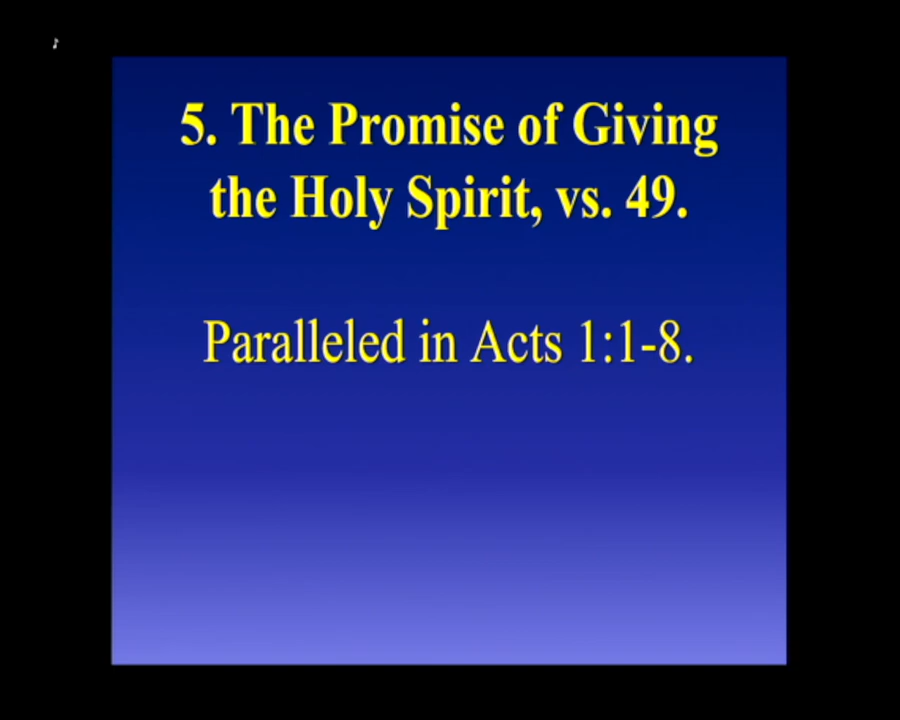 5. The Promise of Giving
the Holy Spirit, vs. 49.
Paralleled in Acts 1:1-8.